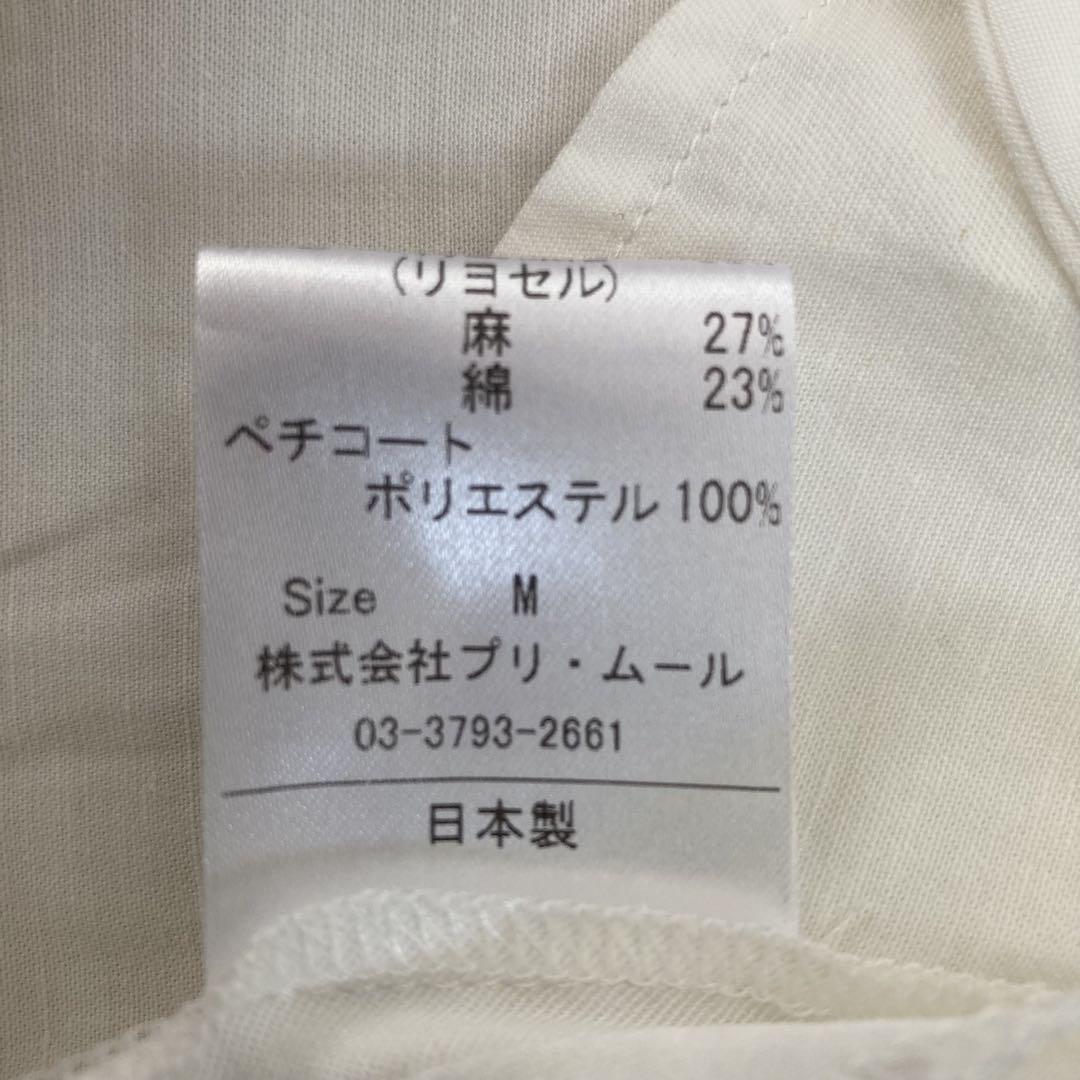 (リヨセル)
麻 27%
綿 23%
ペチコート
ポリエステル 100%
Size M
株式会社プリ・ムール
03-3793-2661
日本製